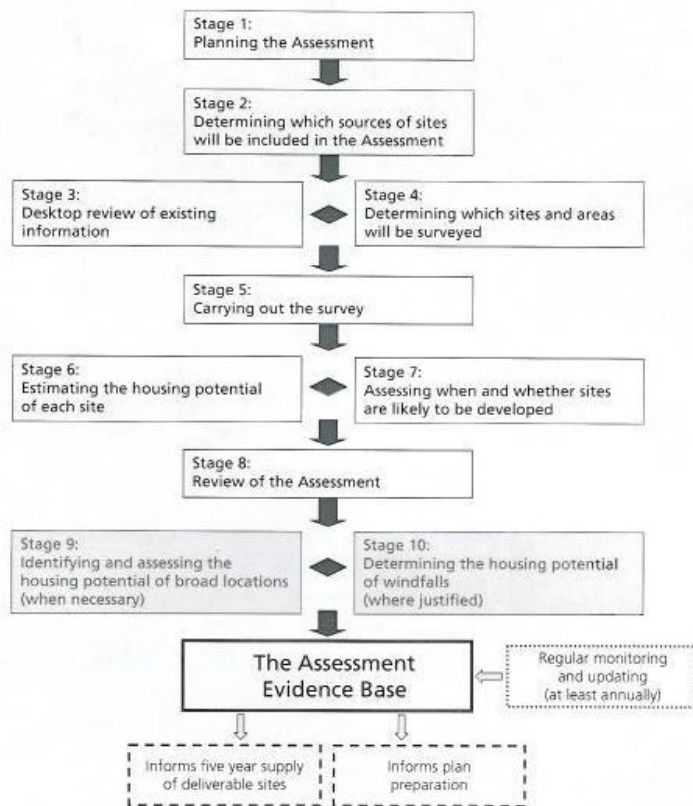 Stage 1:
Planning the Assessment
Stage 2:
Determining which sources of sites
will be included in the Assessment
Stage 3:
Desktop review of existing
information
Stage 4:
Determining which sites and areas
will be surveyed
Stage 5:
Carrying out the survey
Stage 6:
Estimating the housing potential
of each site
Stage 7:
Assessing when and whether sites
are likely to be developed
Stage 8:
Review of the Assessment
Stage 9:
Identifying and assessing the
housing potential of broad locations
(when necessary)
Stage 10:
Determining the housing potential
of windfalls
(where justified)
The Assessment
Evidence Base
Regular monitoring
and updating
(at least annually)
Informs five year supply
of deliverable sites
Informs plan
preparation